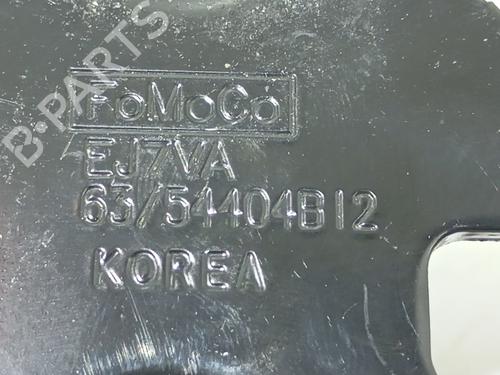 B-PARTS
FoMoCo
EJ7VA
63/54404B12
KOREA